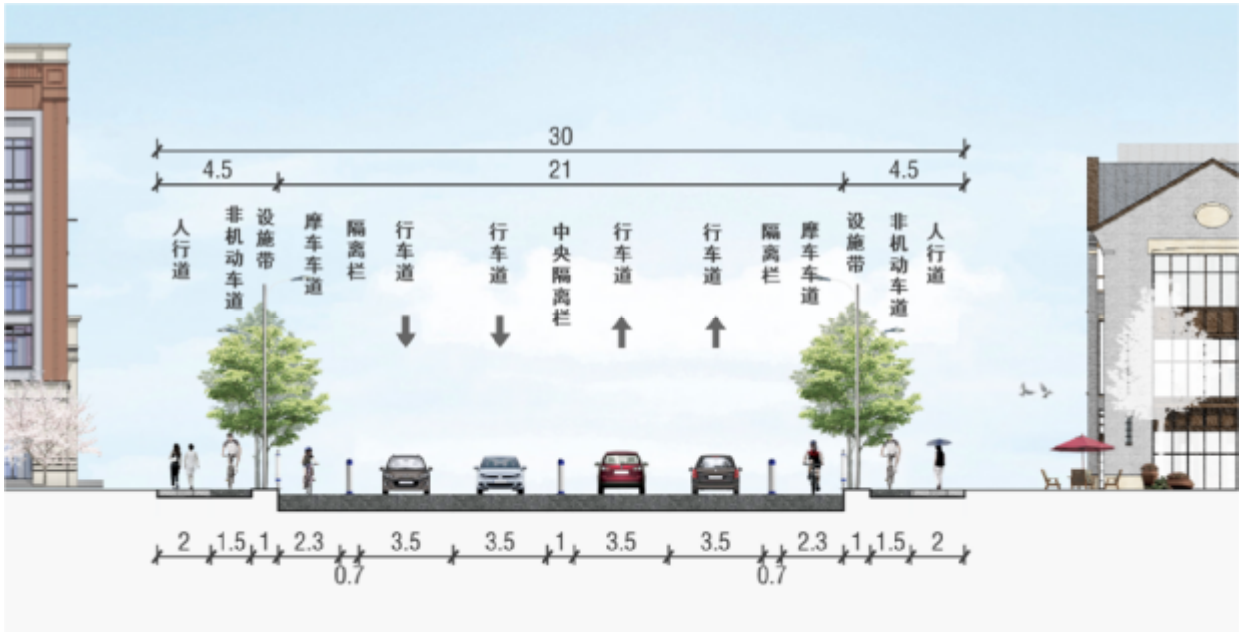 30
4.5 21 4.5
人行道 非机动车道 设施带 摩车车道 隔离栏 行车道 行车道 中央隔离栏 行车道 行车道 隔离栏 摩车车道 设施带 非机动车道 人行道
2 1.5 1 2.3 3.5 3.5 1 3.5 3.5 2.3 1 1.5 2
0.7 0.7